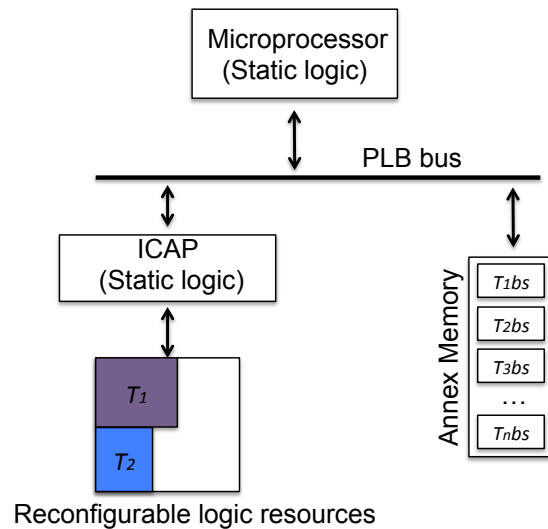 Microprocessor
(Static logic)
PLB bus
ICAP
(Static logic)
Annex Memory
T1bs
T2bs
T3bs
...
Tnbs
T1
T2
Reconfigurable logic resources